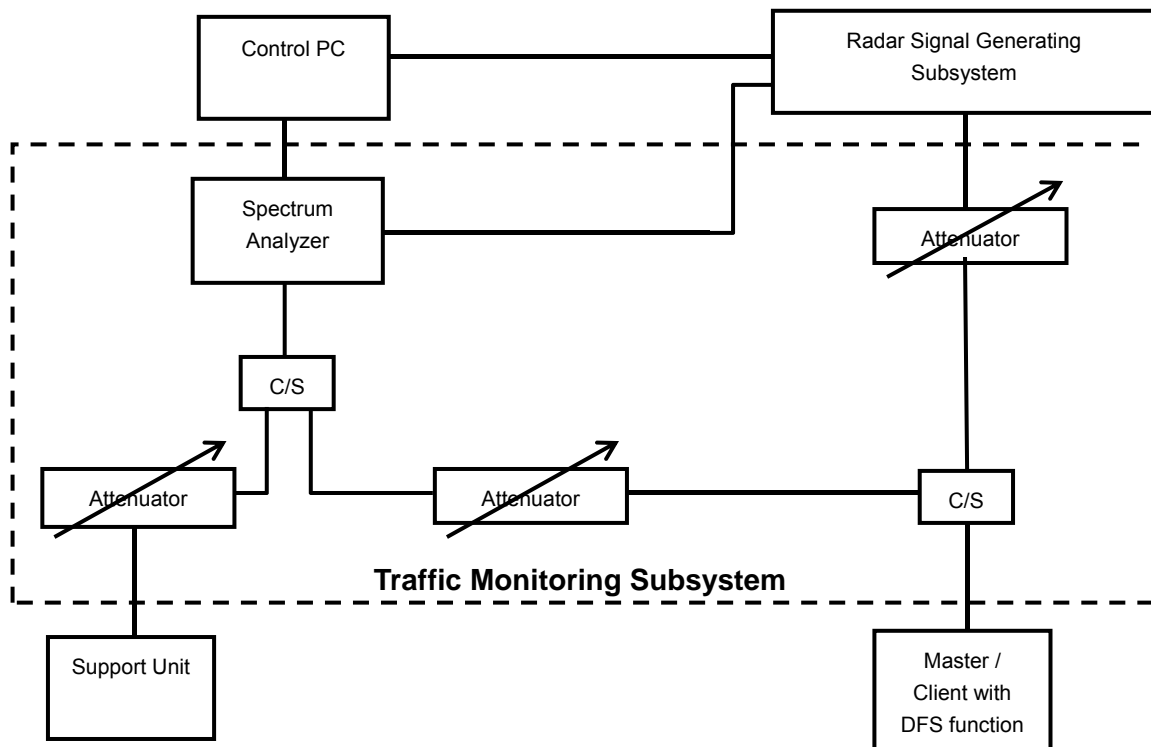 Control PC
Radar Signal Generating
Subsystem
Spectrum
Analyzer
Attenuator
C/S
Attenuator
Attenuator
C/S
Traffic Monitoring Subsystem
Support Unit
Master /
Client with
DFS function